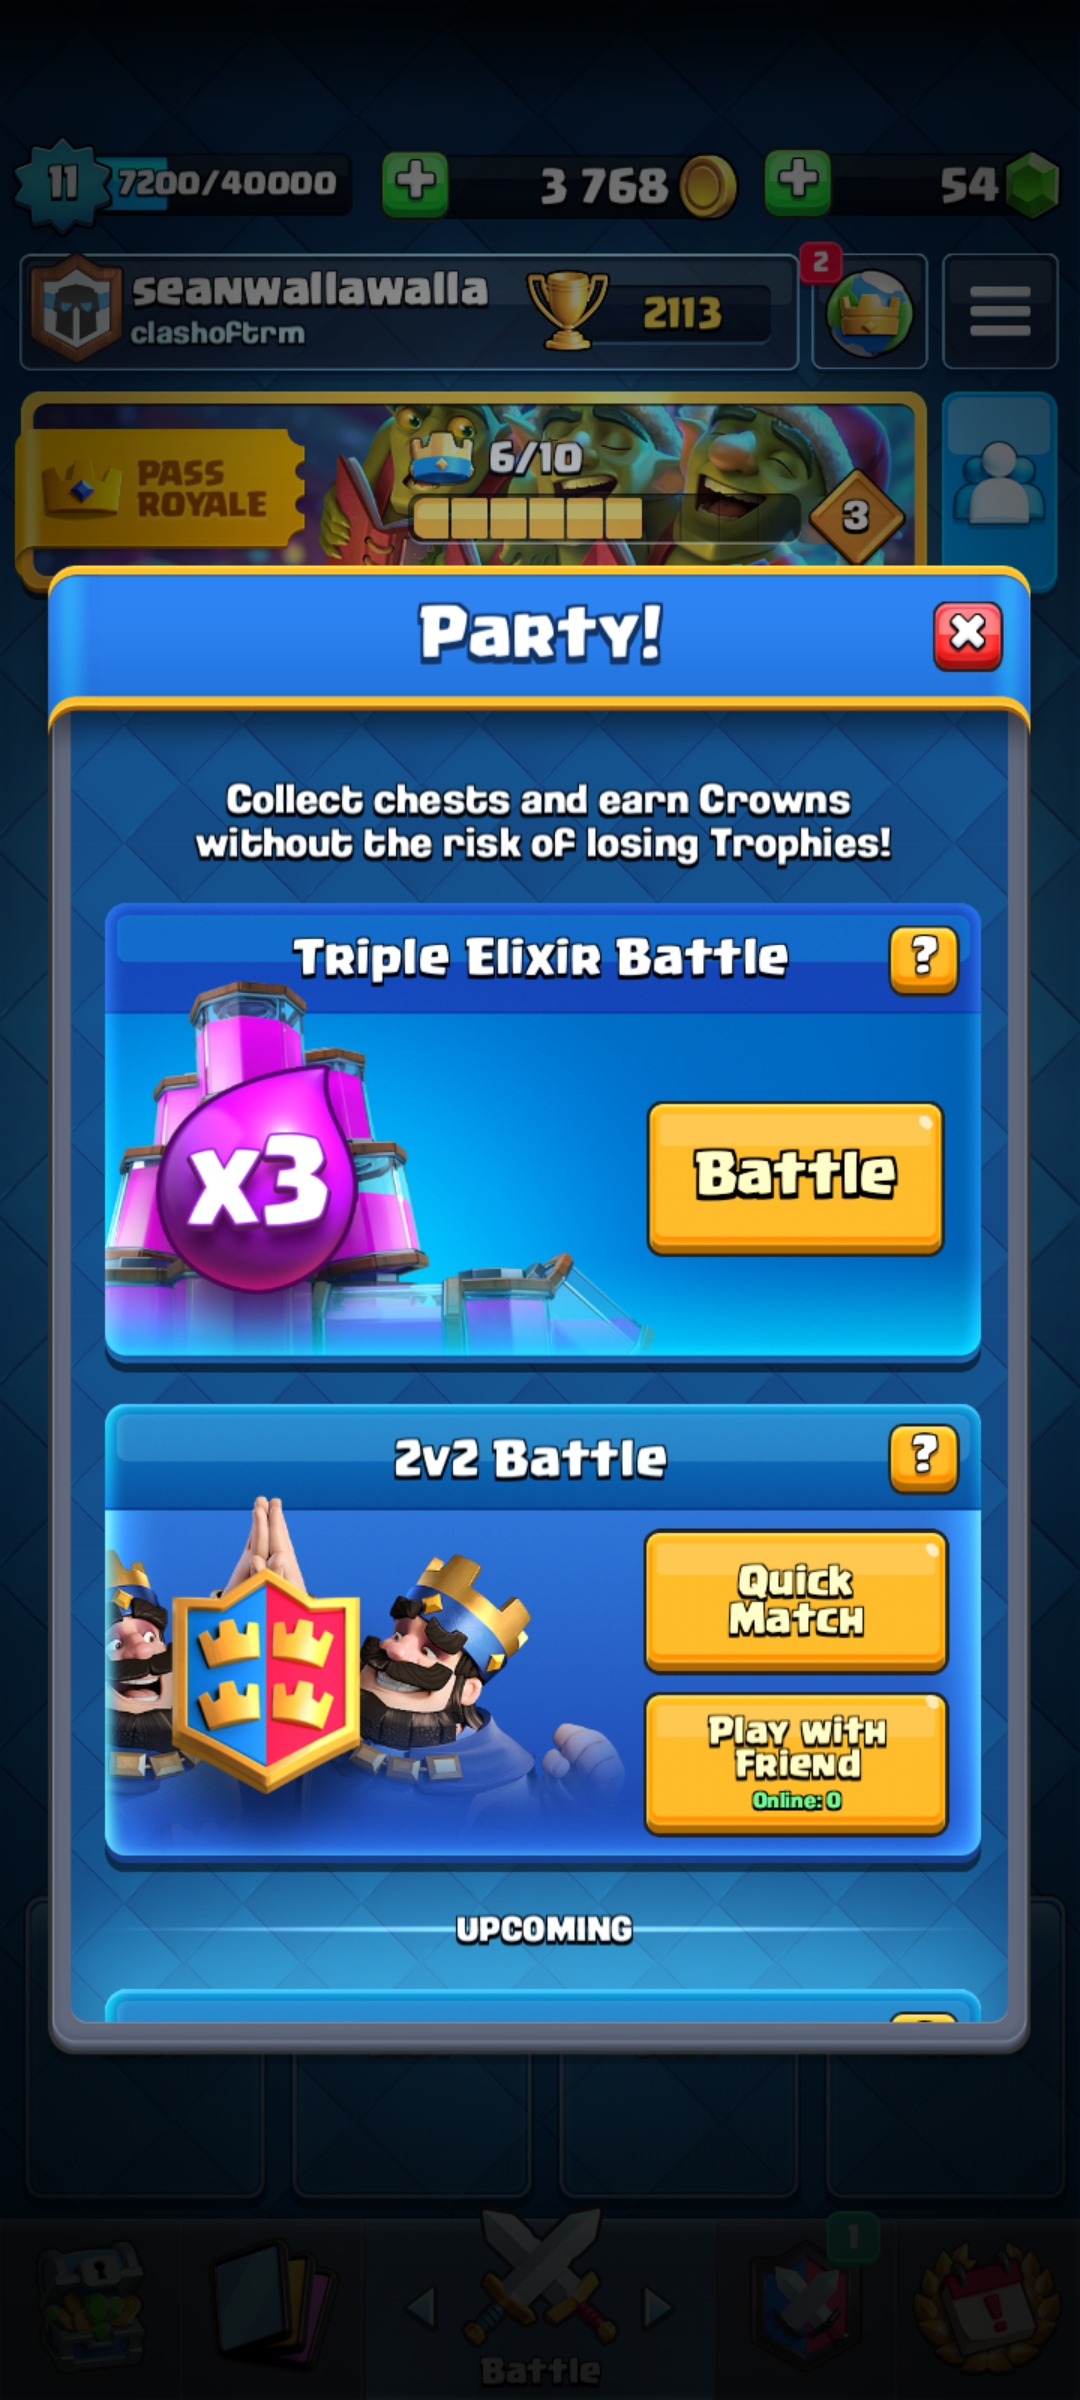 11
7200/40000
3 768
54
seanwallawalla
clashoftrm
2113
2
PASS
ROYALE
6/10
3
Party!
Collect chests and earn Crowns
without the risk of losing Trophies!
Triple Elixir Battle
?
x3
Battle
2v2 Battle
?
Quick
Match
Play with
Friend
Online: 0
UPCOMING
1
!
Battle